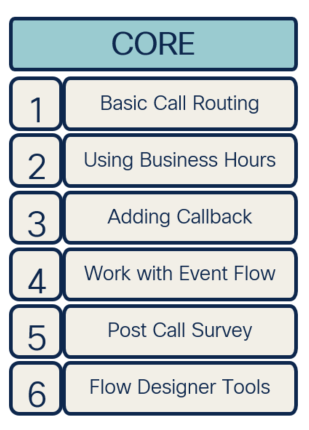 CORE
1 Basic Call Routing
2 Using Business Hours
3 Adding Callback
4 Work with Event Flow
5 Post Call Survey
6 Flow Designer Tools